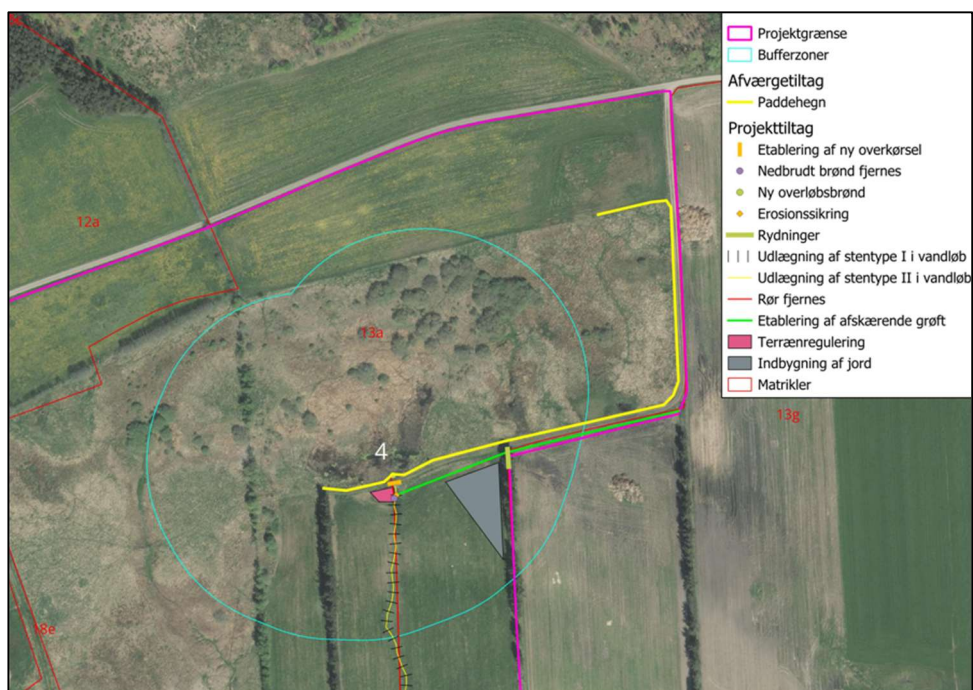 Projektgrænse
Bufferzoner
Afværgetiltag
Paddehegn
Projekttiltag
Etablering af ny overkørsel
Nedbrudt brønd fjernes
Ny overløbsbrønd
Erosionssikring
Rydninger
Udlægning af stentype I i vandløb
Udlægning af stentype II i vandløb
Rør fjernes
Etablering af afskærende grøft
Terrænregulering
Indbygning af jord
Matrikler
12a
13a
13g
4
8e